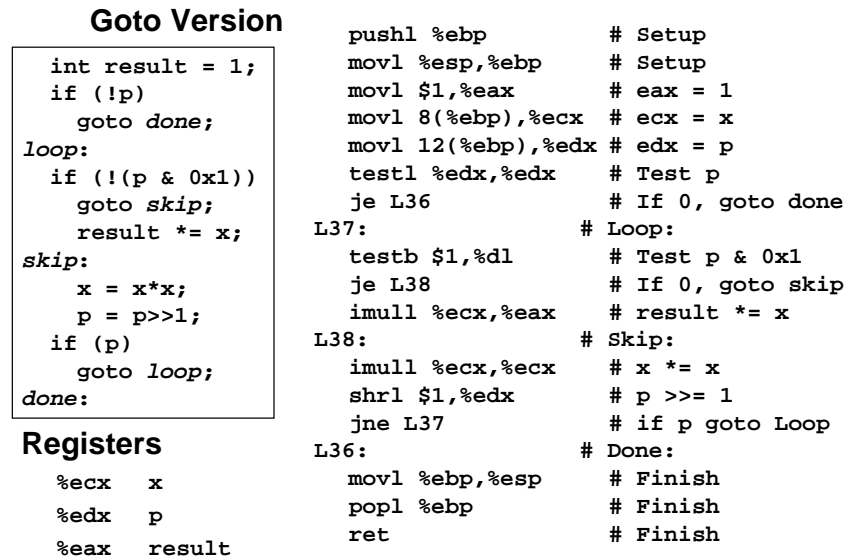 Goto Version
int result = 1;
if (!p)
goto done;
loop:
if (!(p & 0x1))
goto skip;
result *= x;
skip:
x = x*x;
p = p>>1;
if (p)
goto loop;
done:
Registers
%ecx x
%edx p
%eax result
pushl %ebp # Setup
movl %esp,%ebp # Setup
movl $1,%eax # eax = 1
movl 8(%ebp),%ecx # ecx = x
movl 12(%ebp),%edx # edx = p
testl %edx,%edx # Test p
je L36 # If 0, goto done
L37: # Loop:
testb $1,%dl # Test p & 0x1
je L38 # If 0, goto skip
imull %ecx,%eax # result *= x
L38: # Skip:
imull %ecx,%ecx # x *= x
shrl $1,%edx # p >>= 1
jne L37 # if p goto Loop
L36: # Done:
movl %ebp,%esp # Finish
popl %ebp # Finish
ret # Finish